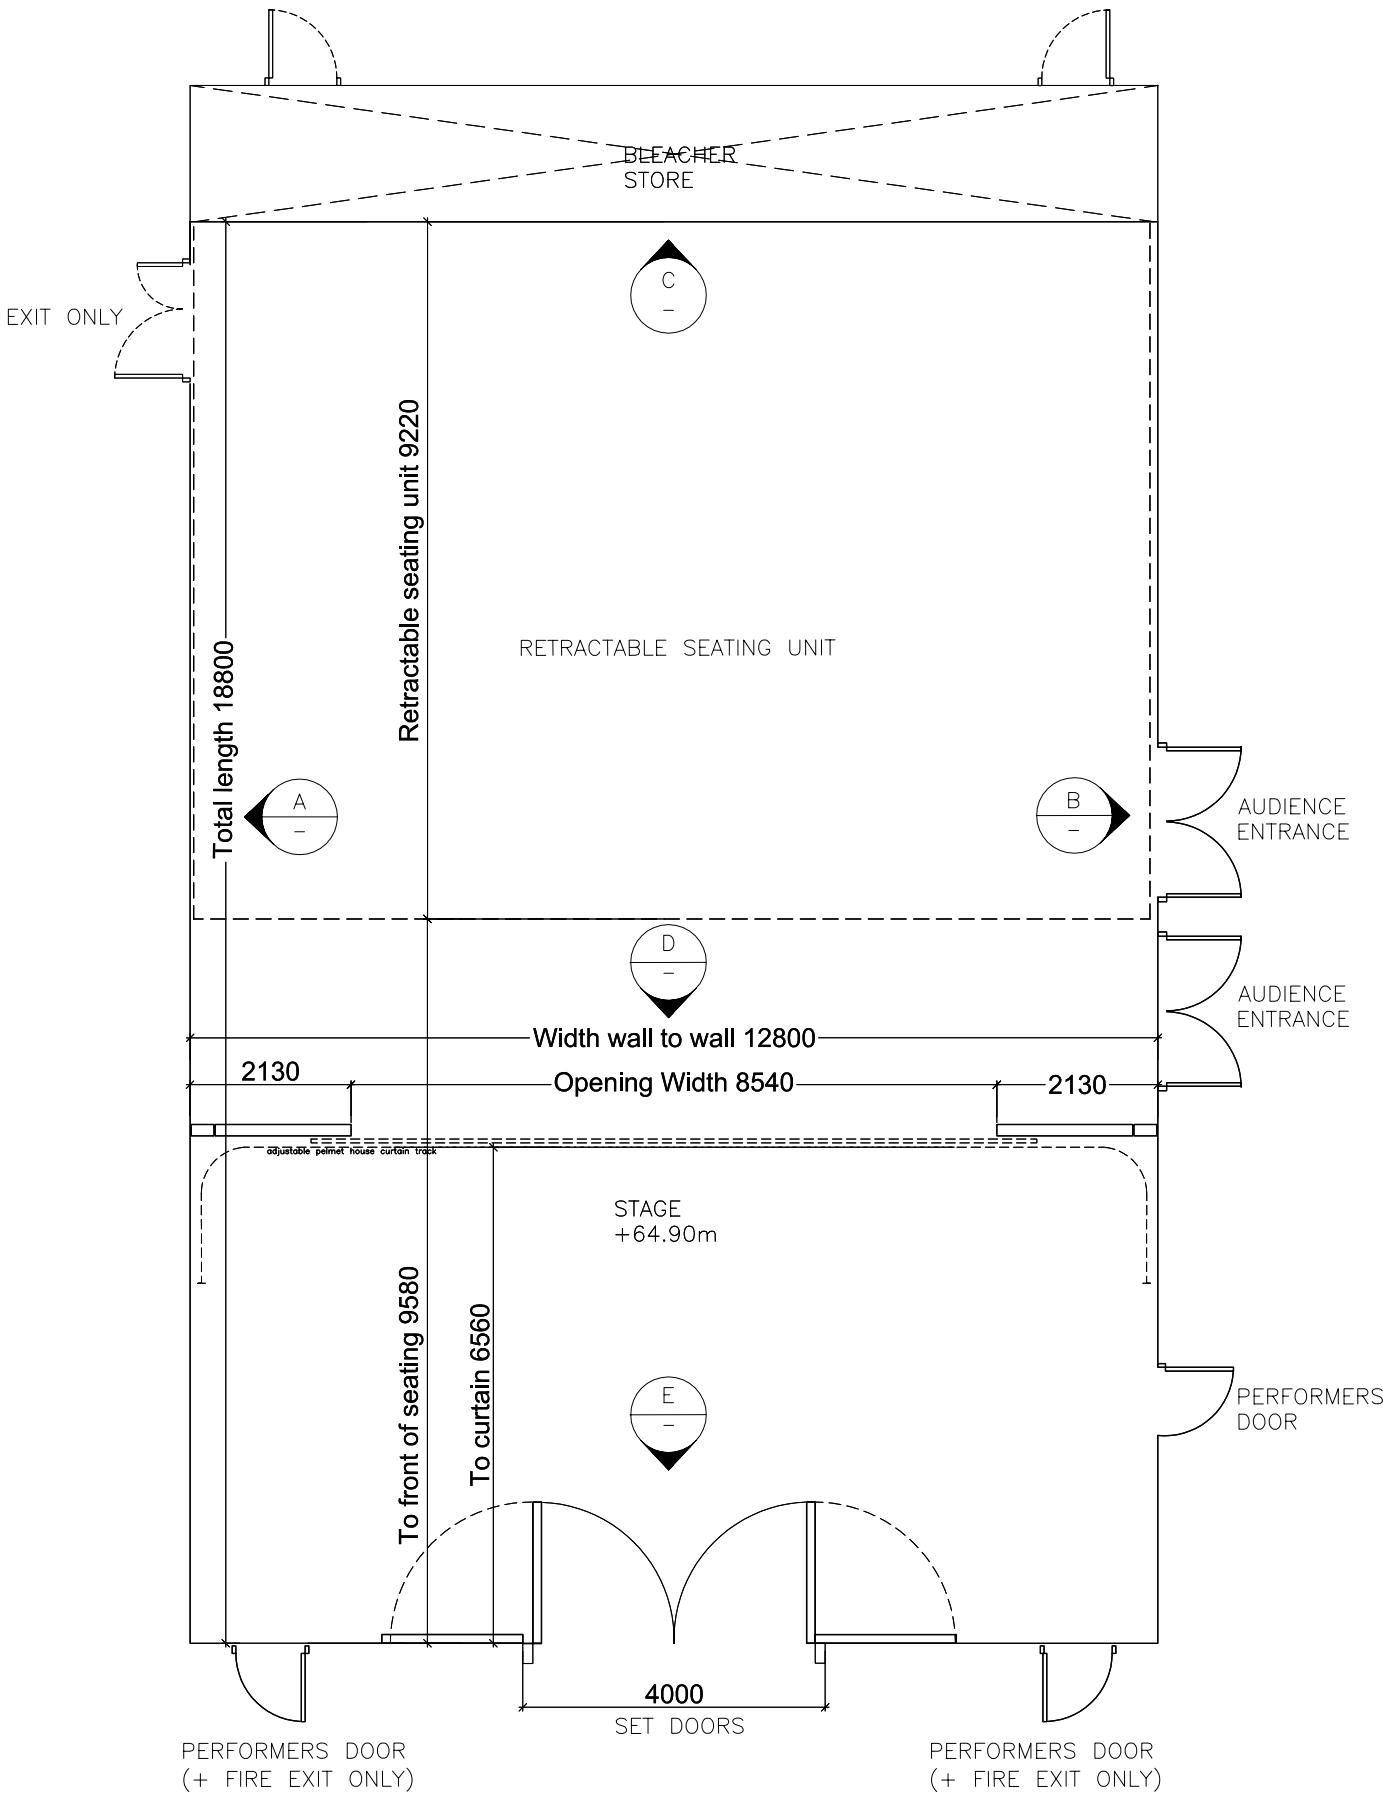 BLEACHER
STORE
C
–
EXIT ONLY
Retractable seating unit 9220
RETRACTABLE SEATING UNIT
Total length 18800
A
–
B
–
AUDIENCE
ENTRANCE
D
–
AUDIENCE
ENTRANCE
Width wall to wall 12800
2130
Opening Width 8540
2130
adjustable pelmet house curtain track
STAGE
+64.90m
To front of seating 9580
To curtain 6560
E
–
PERFORMERS
DOOR
4000
SET DOORS
PERFORMERS DOOR
(+ FIRE EXIT ONLY)
PERFORMERS DOOR
(+ FIRE EXIT ONLY)